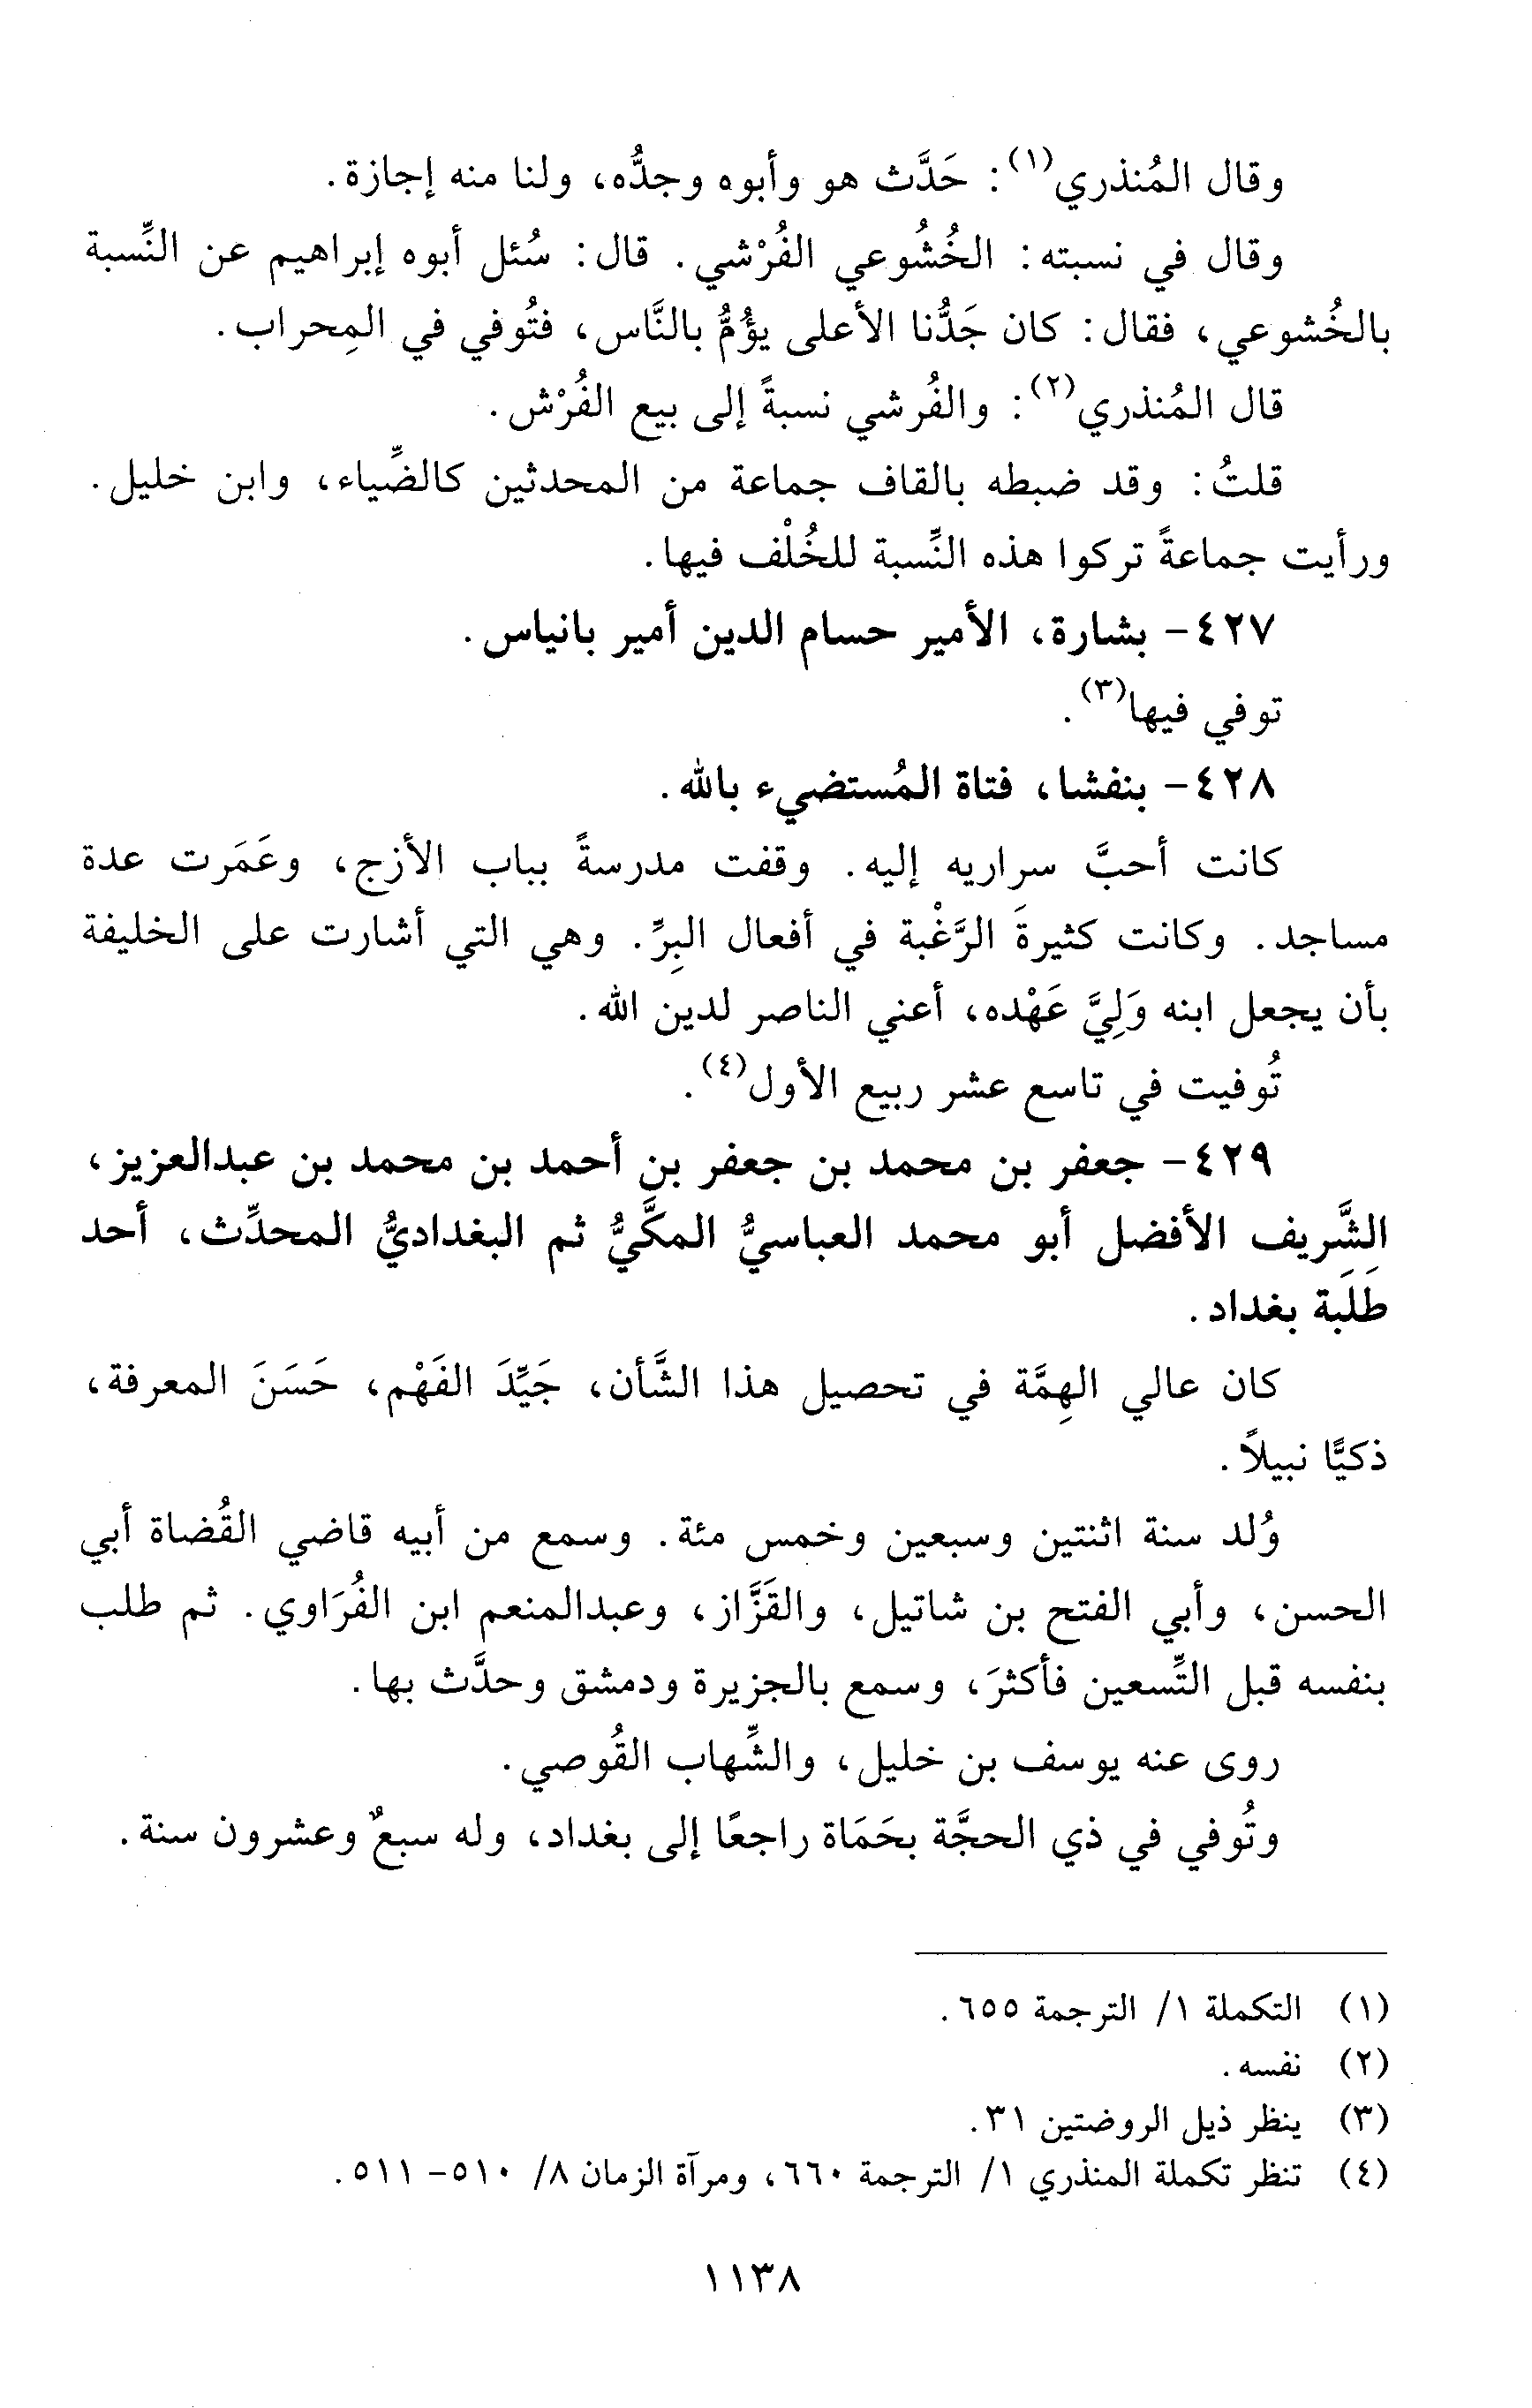 وقال المُنذري(١): حَدَّث هو وأبوه وجدُّه، ولنا منه إجازة.
وقال في نسبته: الخُشُوعي الفُرْشي. قال: سُئل أبوه إبراهيم عن النِّسبة
بالخُشوعي، فقال: كان جَدُّنا الأعلى يؤُمُّ بالنَّاس، فتُوفي في المِحراب.
قال المُنذري(٢): والفُرشي نسبةً إلى بيع الفُرْش.
قلتُ: وقد ضبطه بالقاف جماعة من المحدثين كالضِّياء، وابن خليل.
ورأيت جماعةً تركوا هذه النِّسبة للخُلْف فيها.
٤٢٧- بشارة، الأمير حسام الدين أمير بانياس.
توفي فيها(٣).
٤٢٨- بنفشا، فتاة المُستضيء بالله.
كانت أحبَّ سراريه إليه. وقفت مدرسةً بباب الأزج، وعَمَرت عدة
مساجد. وكانت كثيرةَ الرَّغْبة في أفعال البِرِّ. وهي التي أشارت على الخليفة
بأن يجعل ابنه وَلِيَّ عَهْده، أعني الناصر لدين الله.
تُوفيت في تاسع عشر ربيع الأول(٤).
٤٢٩- جعفر بن محمد بن جعفر بن أحمد بن محمد بن عبدالعزيز،
الشَّريف الأفضل أبو محمد العباسيُّ المكَّيُّ ثم البغداديُّ المحدِّث، أحد
طَلَبة بغداد.
كان عالي الهِمَّة في تحصيل هذا الشَّأن، جَيِّدَ الفَهْم، حَسَنَ المعرفة،
ذكيًّا نبيلاً.
وُلد سنة اثنتين وسبعين وخمس مئة. وسمع من أبيه قاضي القُضاة أبي
الحسن، وأبي الفتح بن شاتيل، والقَزَّاز، وعبدالمنعم ابن الفُرَاوي. ثم طلب
بنفسه قبل التِّسعين فأكثرَ، وسمع بالجزيرة ودمشق وحدَّث بها.
روى عنه يوسف بن خليل، والشِّهاب القُوصي.
وتُوفي في ذي الحجَّة بحَمَاة راجعًا إلى بغداد، وله سبعٌ وعشرون سنة.
(١) التكملة ١/ الترجمة ٦٥٥.
(٢) نفسه.
(٣) ينظر ذيل الروضتين ٣١.
(٤) تنظر تكملة المنذري ١/ الترجمة ٦٦٠، ومرآة الزمان ٨/ ٥١٠- ٥١١.
١١٣٨